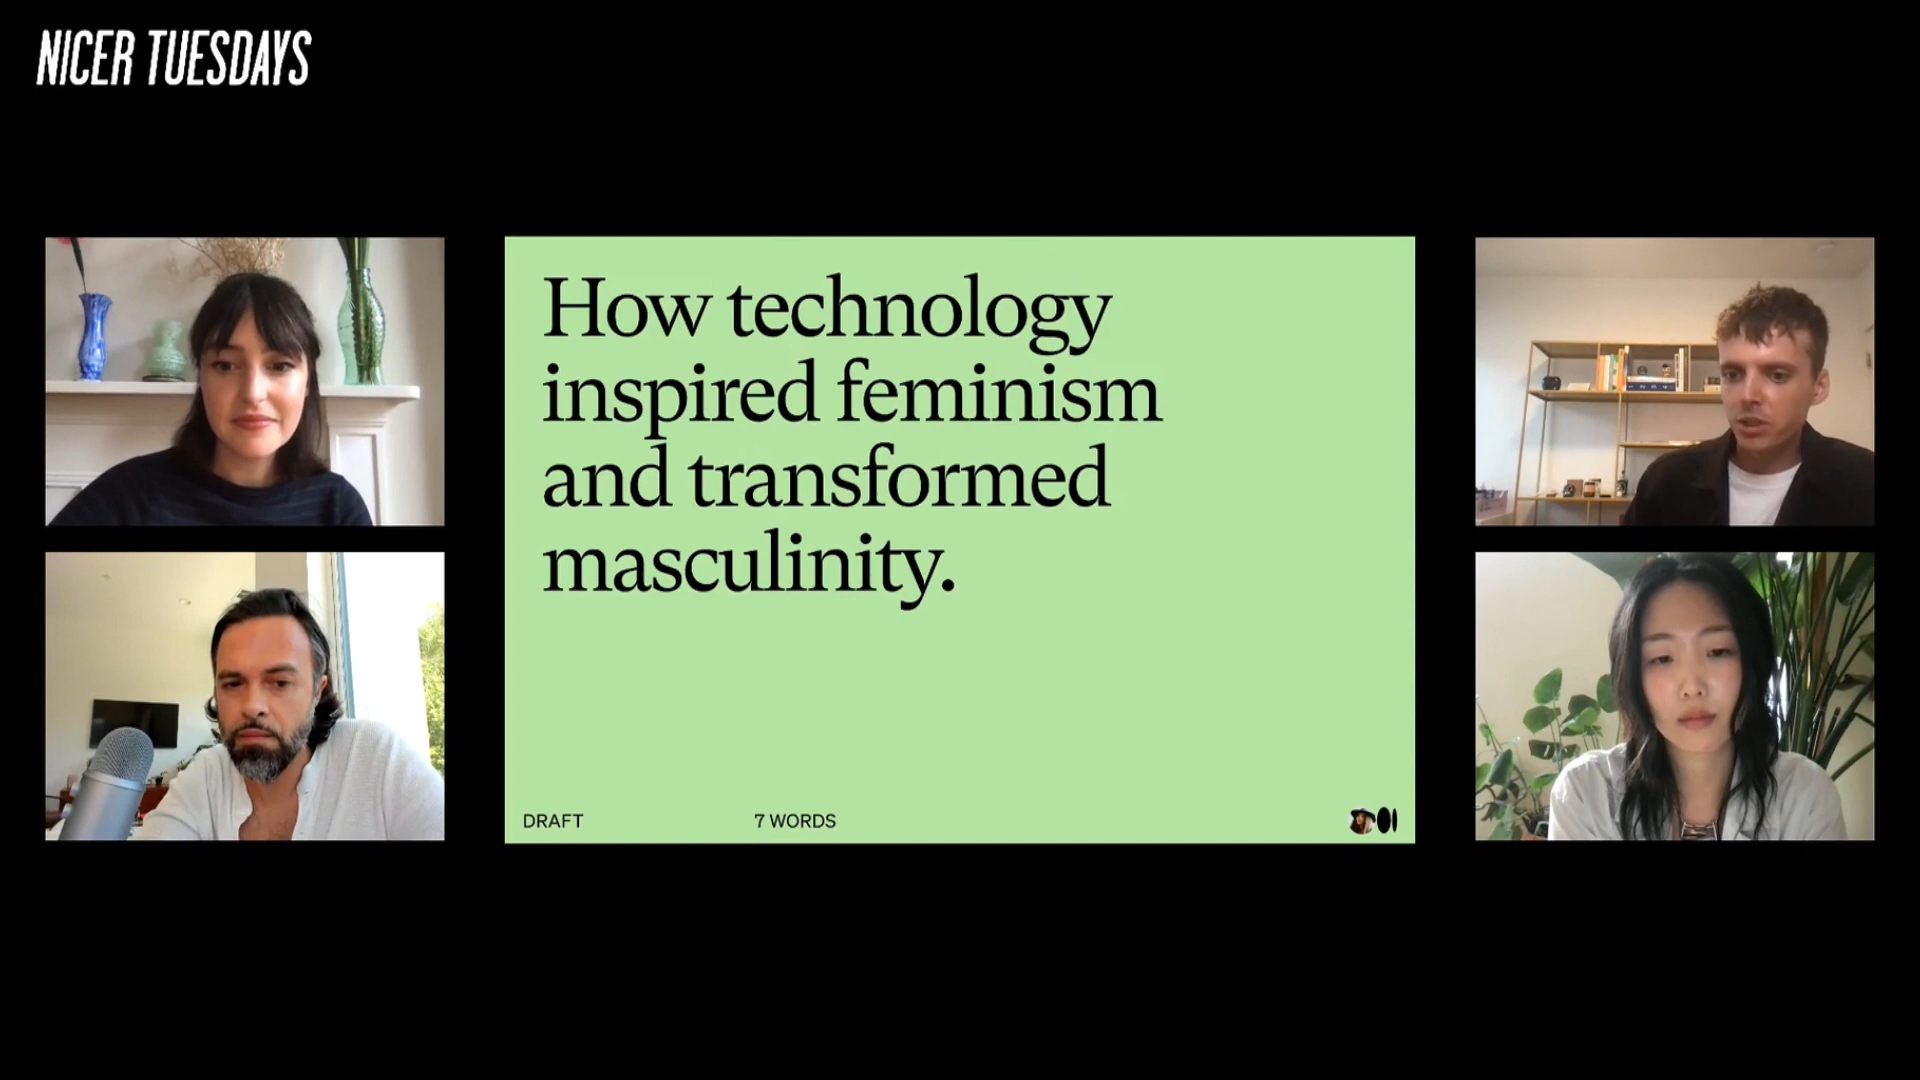 NICER TUESDAYS
How technology
inspired feminism
and transformed
masculinity.
DRAFT
7 WORDS